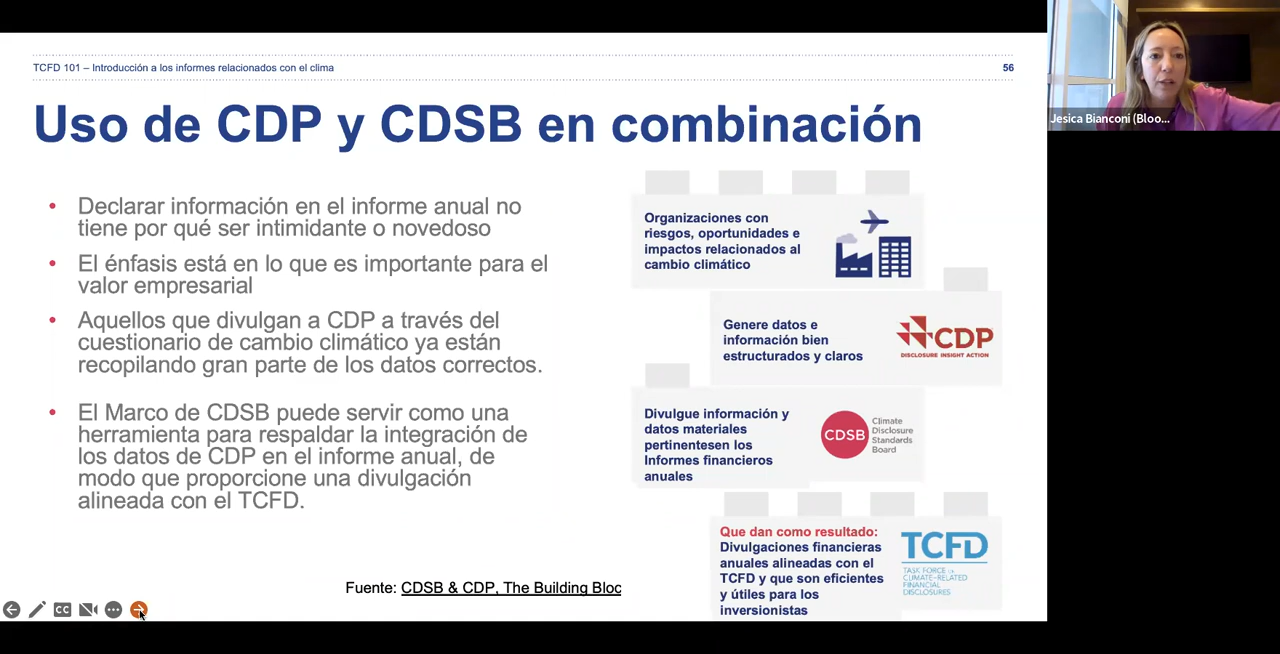 TCFD 101 – Introducción a los informes relacionados con el clima
56
Uso de CDP y CDSB en combinación
• Declarar información en el informe anual no
tiene por qué ser intimidante o novedoso
• El énfasis está en lo que es importante para el
valor empresarial
• Aquellos que divulgan a CDP a través del
cuestionario de cambio climático ya están
recopilando gran parte de los datos correctos.
• El Marco de CDSB puede servir como una
herramienta para respaldar la integración de
los datos de CDP en el informe anual, de
modo que proporcione una divulgación
alineada con el TCFD.
Organizaciones con
riesgos, oportunidades e
impactos relacionados al
cambio climático
Genere datos e
información bien
estructurados y claros
CDP
DISCLOSURE INSIGHT ACTION
Divulgue información y
datos materiales
pertinentesen los
Informes financieros
anuales
CDSB
Climate
Disclosure
Standards
Board
Que dan como resultado:
Divulgaciones financieras
anuales alineadas con el
TCFD y que son eficientes
y útiles para los
inversionistas
TCFD
TASK FORCE ON
CLIMATE-RELATED
FINANCIAL
DISCLOSURES
Fuente: CDSB & CDP, The Building Bloc
CC
Jesica Bianconi (Bloo...